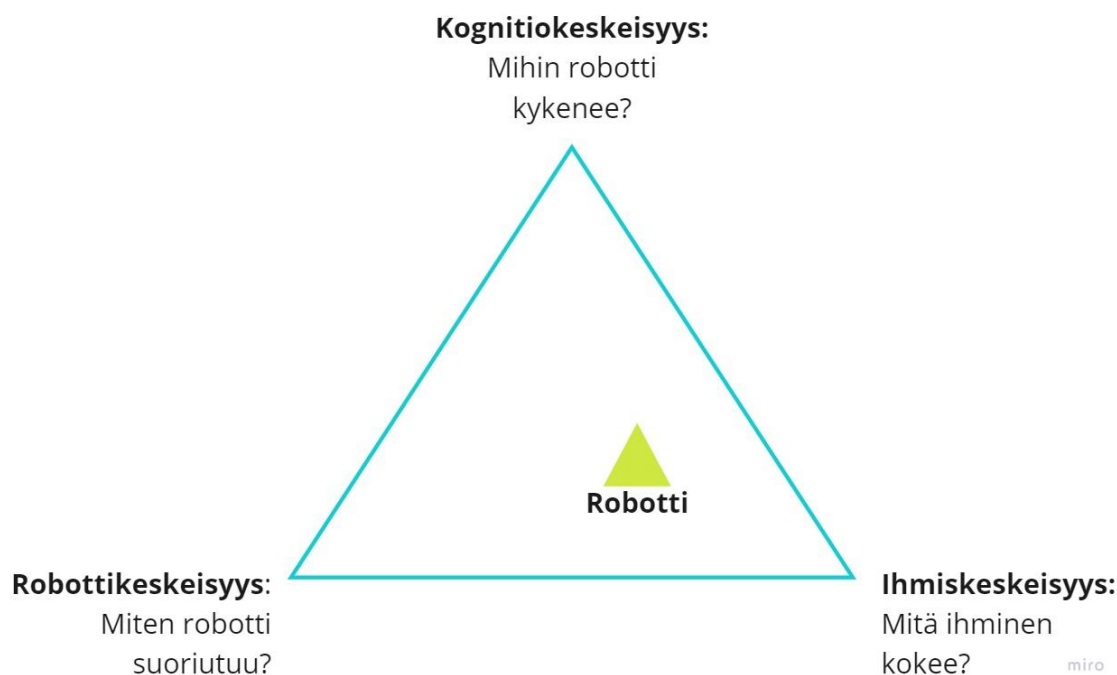 Kognitiokeskeisyys:
Mihin robotti
kykenee?
Robotti
Robottikeskeisyys:
Miten robotti
suoriutuu?
Ihmiskeskeisyys:
Mitä ihminen
kokee?
miro